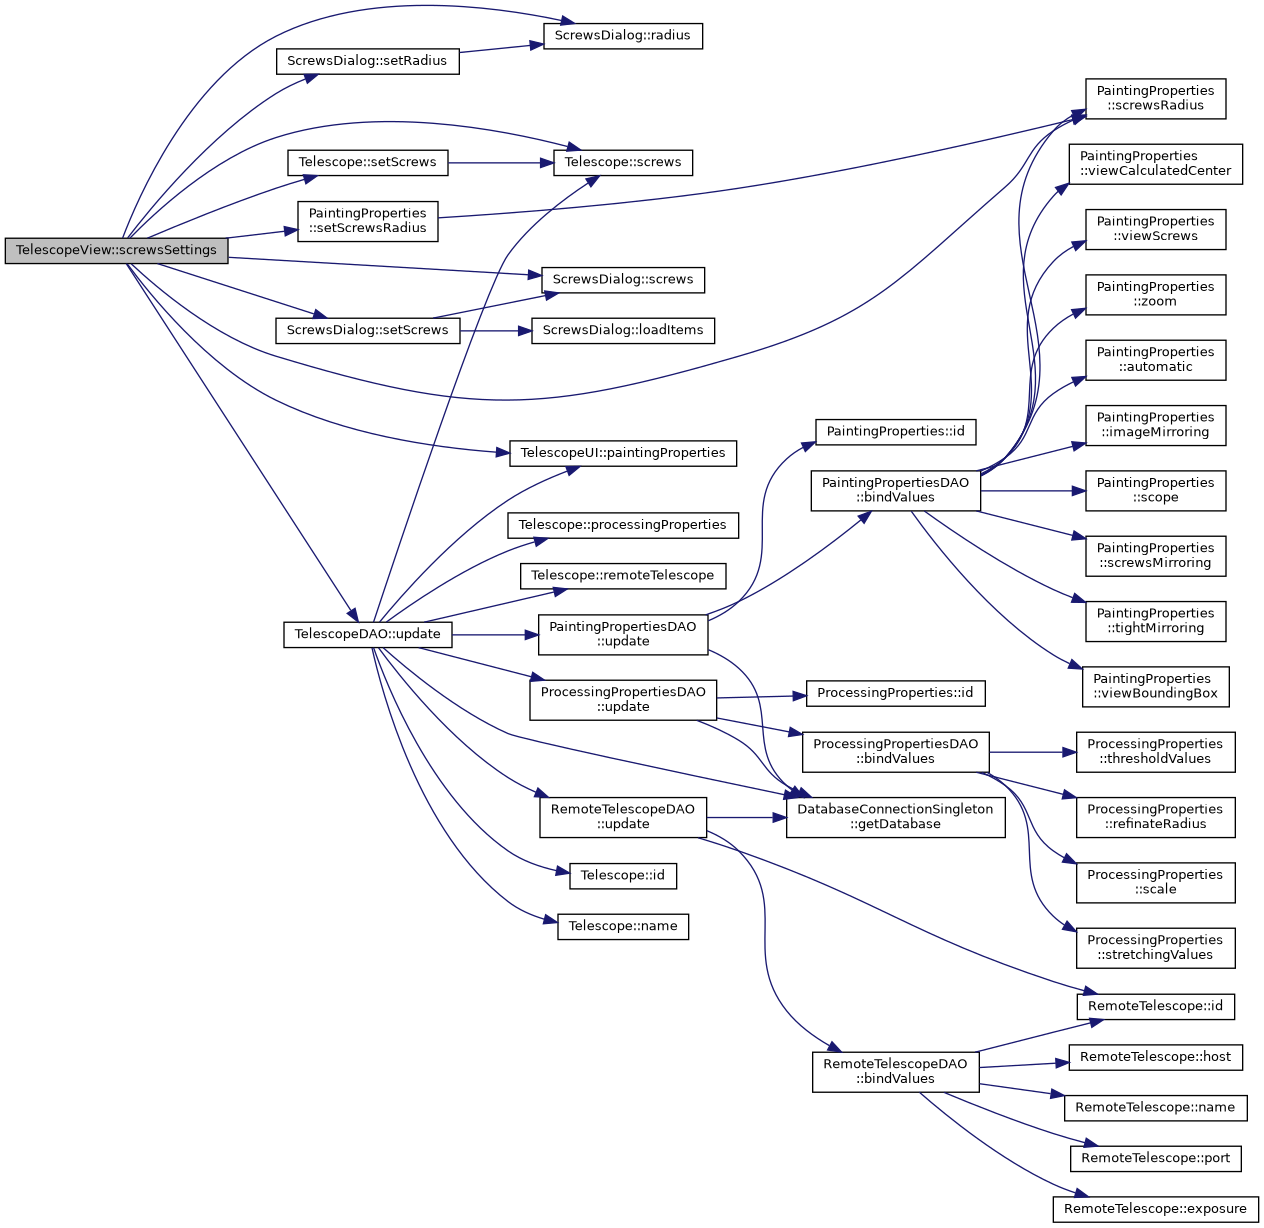 TelescopeView::screwsSettings
ScrewsDialog::radius
ScrewsDialog::setRadius
Telescope::setScrews
Telescope::screws
PaintingProperties
::setScrewsRadius
ScrewsDialog::screws
ScrewsDialog::setScrews
ScrewsDialog::loadItems
TelescopeUI::paintingProperties
Telescope::processingProperties
Telescope::remoteTelescope
TelescopeDAO::update
PaintingPropertiesDAO
::update
ProcessingPropertiesDAO
::update
RemoteTelescopeDAO
::update
Telescope::id
Telescope::name
PaintingProperties::id
PaintingPropertiesDAO
::bindValues
ProcessingProperties::id
ProcessingPropertiesDAO
::bindValues
DatabaseConnectionSingleton
::getDatabase
RemoteTelescopeDAO
::bindValues
PaintingProperties
::screwsRadius
PaintingProperties
::viewCalculatedCenter
PaintingProperties
::viewScrews
PaintingProperties
::zoom
PaintingProperties
::automatic
PaintingProperties
::imageMirroring
PaintingProperties
::scope
PaintingProperties
::screwsMirroring
PaintingProperties
::tightMirroring
PaintingProperties
::viewBoundingBox
ProcessingProperties
::thresholdValues
ProcessingProperties
::refinateRadius
ProcessingProperties
::scale
ProcessingProperties
::stretchingValues
RemoteTelescope::id
RemoteTelescope::host
RemoteTelescope::name
RemoteTelescope::port
RemoteTelescope::exposure